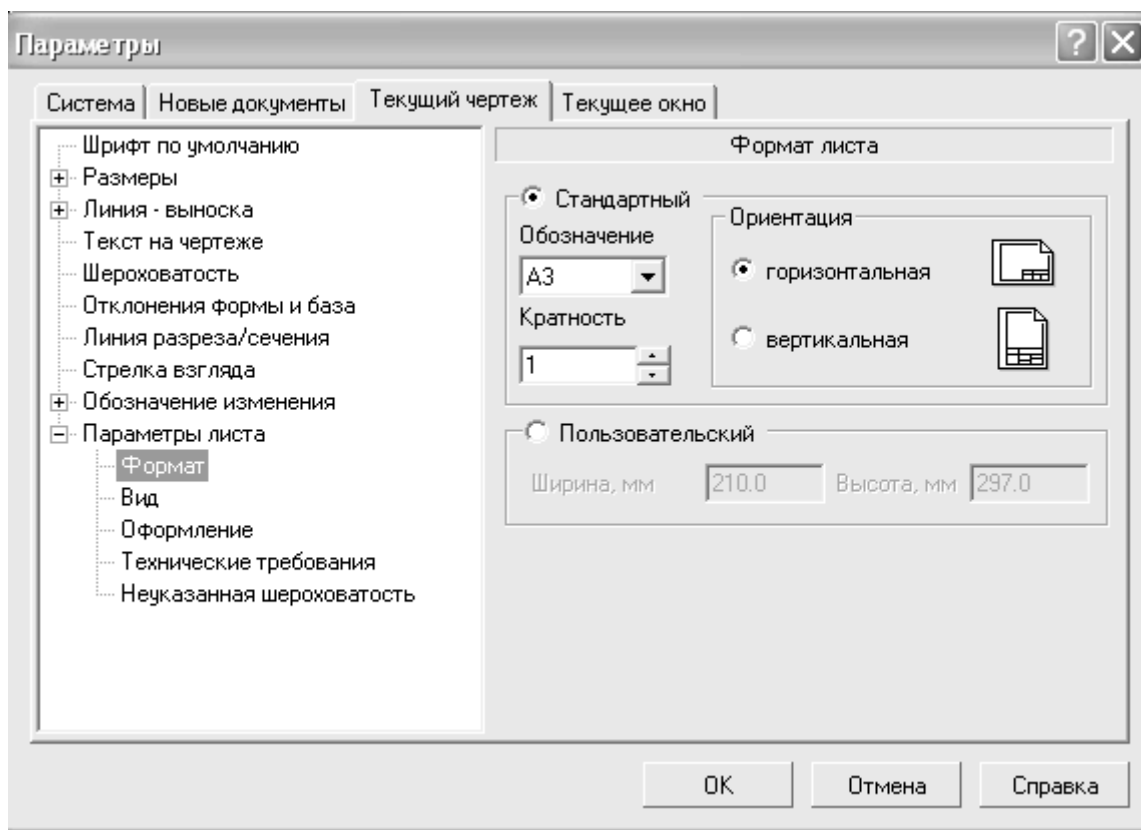 Параметры
Система Новые документы Текущий чертеж Текущее окно
Шрифт по умолчанию
Размеры
Линия - выноска
Текст на чертеже
Шероховатость
Отклонения формы и база
Линия разреза/сечения
Стрелка взгляда
Обозначение изменения
Параметры листа
Формат
Вид
Оформление
Технические требования
Неуказанная шероховатость
Формат листа
Стандартный
Обозначение
А3
Кратность
1
Ориентация
горизонтальная
вертикальная
Пользовательский
Ширина, мм 210.0 Высота, мм 297.0
OK Отмена Справка